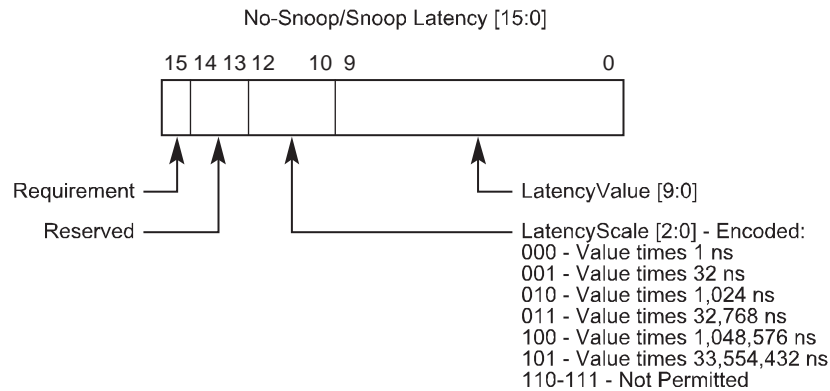 No-Snoop/Snoop Latency [15:0]
15 14 13 12 10 9 0
Requirement
LatencyValue [9:0]
Reserved
LatencyScale [2:0] - Encoded:
000 - Value times 1 ns
001 - Value times 32 ns
010 - Value times 1,024 ns
011 - Value times 32,768 ns
100 - Value times 1,048,576 ns
101 - Value times 33,554,432 ns
110-111 - Not Permitted